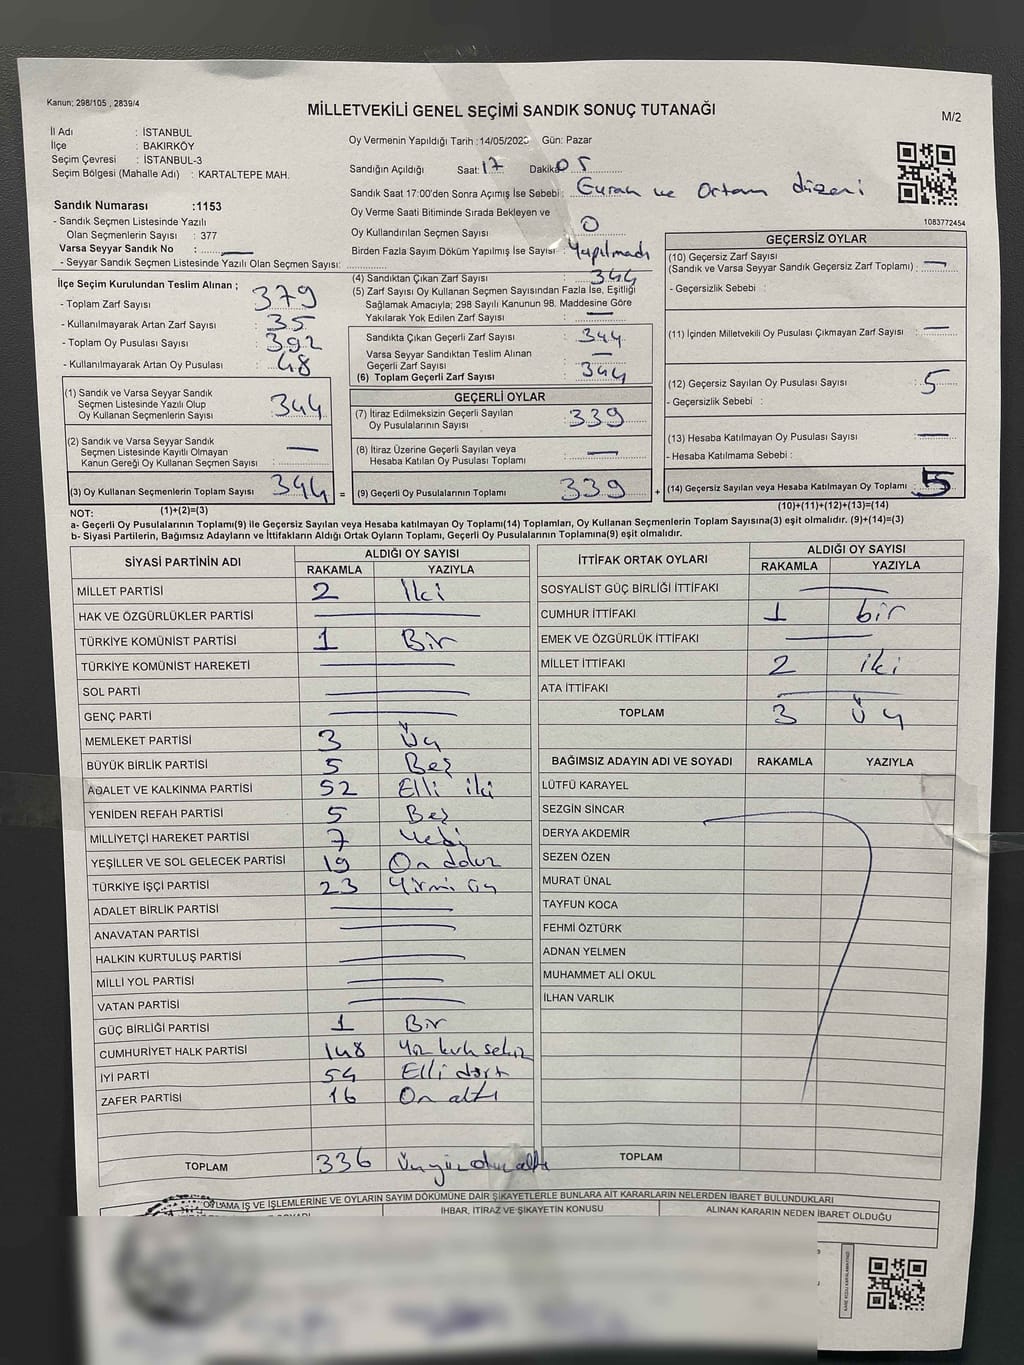 Kanun; 298/105 , 2839/4
MİLLETVEKİLİ GENEL SEÇİMİ SANDIK SONUÇ TUTANAĞI
M/2
İl Adı : İSTANBUL
İlçe : BAKIRKÖY
Seçim Çevresi : İSTANBUL-3
Seçim Bölgesi (Mahalle Adı) : KARTALTEPE MAH.
Oy Vermenin Yapıldığı Tarih :14/05/2023 Gün: Pazar
Sandığın Açıldığı Saat: 17 Dakika 05
Sandık Saat 17:00'den Sonra Açılmış İse Sebebi : Evrak ve Ortam düzeni
Oy Verme Saati Bitiminde Sırada Bekleyen ve
Oy Kullandırılan Seçmen Sayısı : 0
Birden Fazla Sayım Döküm Yapılmış İse Sayısı : Yapılmadı
1083772454
Sandık Numarası :1153
- Sandık Seçmen Listesinde Yazılı
Olan Seçmenlerin Sayısı : 377
Varsa Seyyar Sandık No : —
- Seyyar Sandık Seçmen Listesinde Yazılı Olan Seçmen Sayısı:
İlçe Seçim Kurulundan Teslim Alınan ;
- Toplam Zarf Sayısı : 379
- Kullanılmayarak Artan Zarf Sayısı : 35
- Toplam Oy Pusulası Sayısı : 392
- Kullanılmayarak Artan Oy Pusulası : 48
(1) Sandık ve Varsa Seyyar Sandık
Seçmen Listesinde Yazılı Olup
Oy Kullanan Seçmenlerin Sayısı : 344
(2) Sandık ve Varsa Seyyar Sandık
Seçmen Listesinde Kayıtlı Olmayan
Kanun Gereği Oy Kullanan Seçmen Sayısı : —
(3) Oy Kullanan Seçmenlerin Toplam Sayısı : 344 =
(1)+(2)=(3)
(4) Sandıktan Çıkan Zarf Sayısı : 344
(5) Zarf Sayısı Oy Kullanan Seçmen Sayısından Fazla İse, Eşitliği
Sağlamak Amacıyla; 298 Sayılı Kanunun 98. Maddesine Göre
Yakılarak Yok Edilen Zarf Sayısı : —
Sandıkta Çıkan Geçerli Zarf Sayısı : 344
Varsa Seyyar Sandıktan Teslim Alınan
Geçerli Zarf Sayısı : —
(6) Toplam Geçerli Zarf Sayısı : 344
GEÇERLİ OYLAR
(7) İtiraz Edilmeksizin Geçerli Sayılan
Oy Pusulalarının Sayısı : 339
(8) İtiraz Üzerine Geçerli Sayılan veya
Hesaba Katılan Oy Pusulası Toplamı : —
(9) Geçerli Oy Pusulalarının Toplamı : 339 +
GEÇERSİZ OYLAR
(10) Geçersiz Zarf Sayısı
(Sandık ve Varsa Seyyar Sandık Geçersiz Zarf Toplamı) : —
- Geçersizlik Sebebi :
(11) İçinden Milletvekili Oy Pusulası Çıkmayan Zarf Sayısı : —
(12) Geçersiz Sayılan Oy Pusulası Sayısı : 5
- Geçersizlik Sebebi :
(13) Hesaba Katılmayan Oy Pusulası Sayısı : —
- Hesaba Katılmama Sebebi :
(14) Geçersiz Sayılan veya Hesaba Katılmayan Oy Toplamı : 5
(10)+(11)+(12)+(13)=(14)
NOT:
a- Geçerli Oy Pusulalarının Toplamı(9) ile Geçersiz Sayılan veya Hesaba katılmayan Oy Toplamı(14) Toplamları, Oy Kullanan Seçmenlerin Toplam Sayısına(3) eşit olmalıdır. (9)+(14)=(3)
b- Siyasi Partilerin, Bağımsız Adayların ve İttifakların Aldığı Ortak Oyların Toplamı, Geçerli Oy Pusulalarının Toplamına(9) eşit olmalıdır.
SİYASİ PARTİNİN ADI ALDIĞI OY SAYISI
RAKAMLA YAZIYLA
MİLLET PARTİSİ 2 İki
HAK VE ÖZGÜRLÜKLER PARTİSİ —
TÜRKİYE KOMÜNİST PARTİSİ 1 Bir
TÜRKİYE KOMÜNİST HAREKETİ —
SOL PARTİ —
GENÇ PARTİ —
MEMLEKET PARTİSİ 3 Üç
BÜYÜK BİRLİK PARTİSİ 5 Beş
ADALET VE KALKINMA PARTİSİ 52 Elli iki
YENİDEN REFAH PARTİSİ 5 Beş
MİLLİYETÇİ HAREKET PARTİSİ 7 Yedi
YEŞİLLER VE SOL GELECEK PARTİSİ 19 On dokuz
TÜRKİYE İŞÇİ PARTİSİ 23 Yirmi üç
ADALET BİRLİK PARTİSİ —
ANAVATAN PARTİSİ —
HALKIN KURTULUŞ PARTİSİ —
MİLLİ YOL PARTİSİ —
VATAN PARTİSİ —
GÜÇ BİRLİĞİ PARTİSİ 1 Bir
CUMHURİYET HALK PARTİSİ 148 Yüz kırk sekiz
İYİ PARTİ 54 Elli dört
ZAFER PARTİSİ 16 On altı
TOPLAM 336 Üçyüzotuzaltı
İTTİFAK ORTAK OYLARI ALDIĞI OY SAYISI
RAKAMLA YAZIYLA
SOSYALİST GÜÇ BİRLİĞİ İTTİFAKI —
CUMHUR İTTİFAKI 1 bir
EMEK VE ÖZGÜRLÜK İTTİFAKI —
MİLLET İTTİFAKI 2 iki
ATA İTTİFAKI —
TOPLAM 3 Üç
BAĞIMSIZ ADAYIN ADI VE SOYADI RAKAMLA YAZIYLA
LÜTFÜ KARAYEL
SEZGİN SİNCAR
DERYA AKDEMİR
SEZEN ÖZEN
MURAT ÜNAL
TAYFUN KOCA
FEHMİ ÖZTÜRK
ADNAN YELMEN
MUHAMMET ALİ OKUL
İLHAN VARLIK
TOPLAM
OYLAMA İŞ VE İŞLEMLERİNE VE OYLARIN SAYIM DÖKÜMÜNE DAİR ŞİKAYETLERLE BUNLARA AİT KARARLARIN NELERDEN İBARET BULUNDUKLARI
İHBAR, İTİRAZ VE ŞİKAYETİN KONUSU
ALINAN KARARIN NEDEN İBARET OLDUĞU